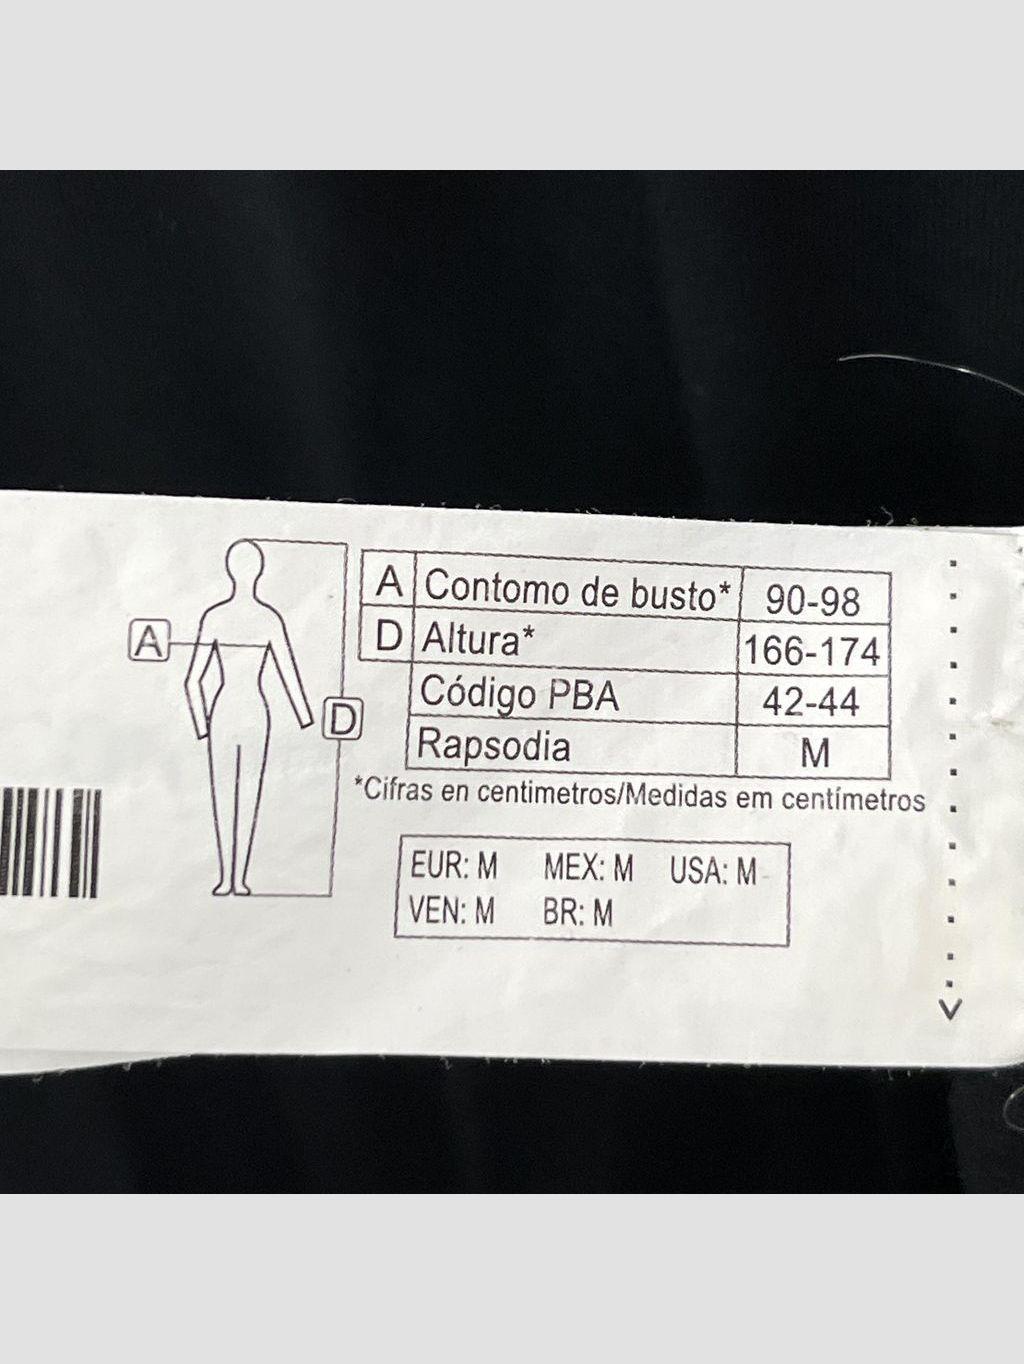 A Contomo de busto* 90-98
D Altura* 166-174
Código PBA 42-44
Rapsodia M
*Cifras en centimetros/Medidas em centímetros
A
D
EUR: M MEX: M USA: M
VEN: M BR: M